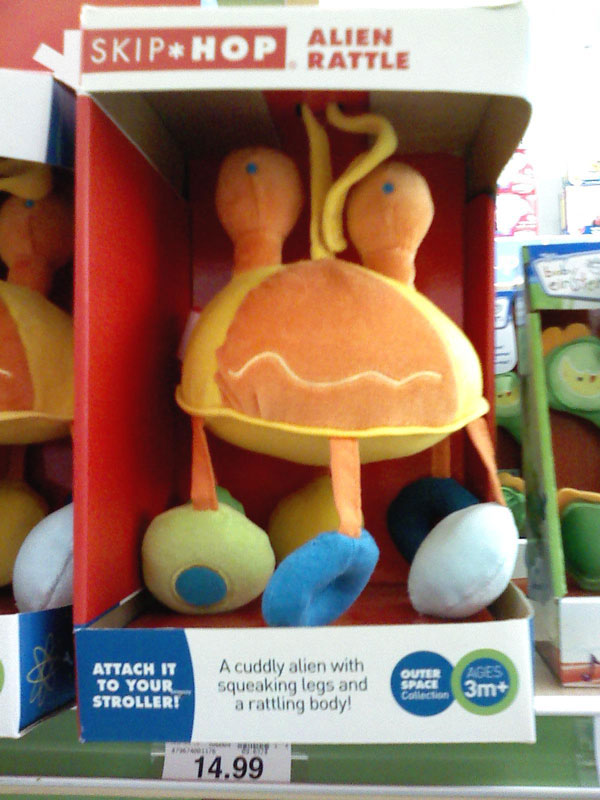 SKIP*HOP
ALIEN
RATTLE
ATTACH IT
TO YOUR
STROLLER!
A cuddly alien with
squeaking legs and
a rattling body!
OUTER
SPACE
Collection
AGES
3m+
14.99
baby